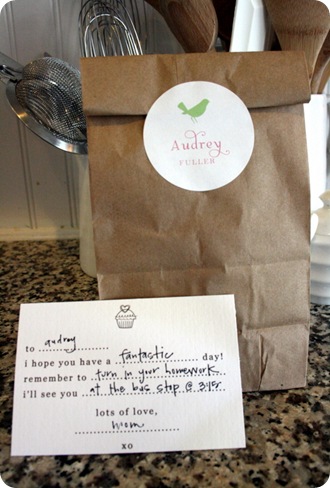 Audrey
FULLER
to audrey
i hope you have a fantastic day!
remember to turn in your homework
i'll see you at the bus stop @ 3:45
lots of love,
mom
xo